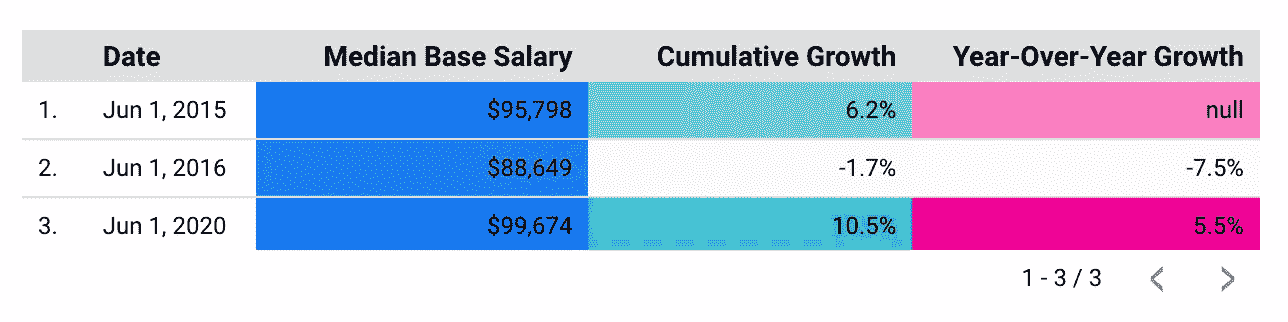 Date Median Base Salary Cumulative Growth Year-Over-Year Growth
1. Jun 1, 2015 $95,798 6.2% null
2. Jun 1, 2016 $88,649 -1.7% -7.5%
3. Jun 1, 2020 $99,674 10.5% 5.5%
1 - 3 / 3 < >